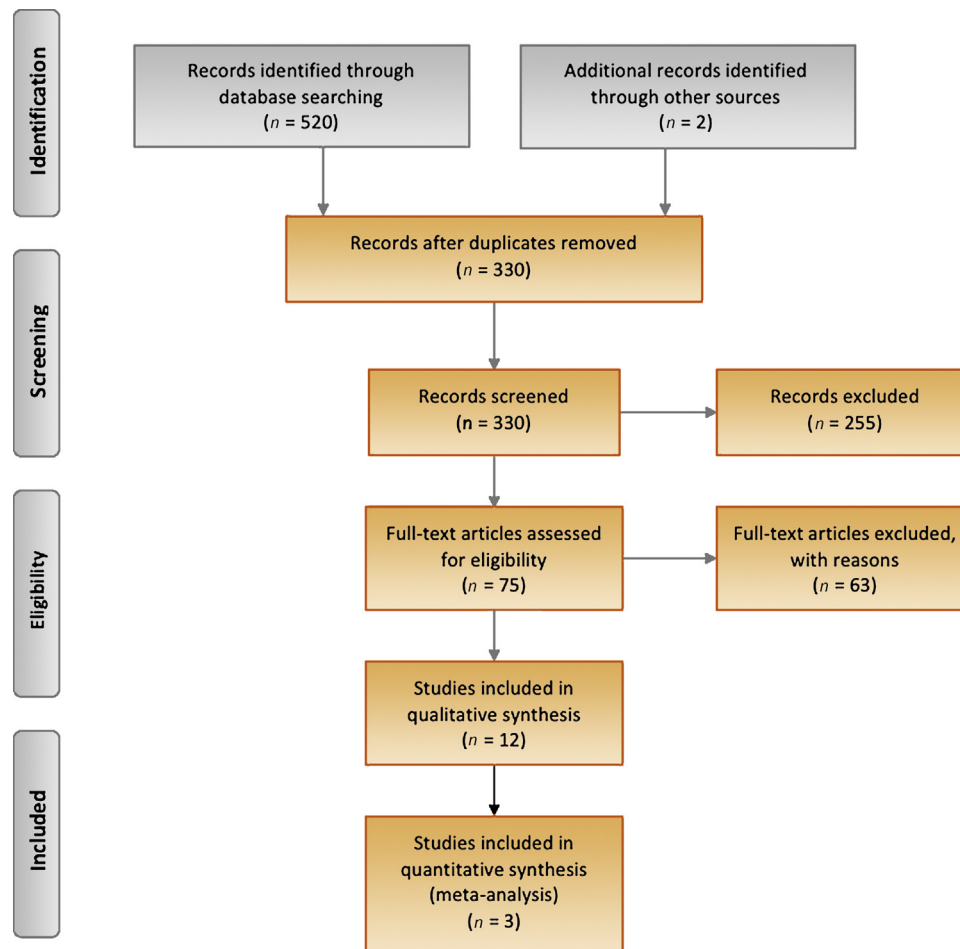 Identification
Records identified through
database searching
(n = 520)
Additional records identified
through other sources
(n = 2)
Records after duplicates removed
(n = 330)
Screening
Records screened
(n = 330)
Records excluded
(n = 255)
Eligibility
Full-text articles assessed
for eligibility
(n = 75)
Full-text articles excluded,
with reasons
(n = 63)
Studies included in
qualitative synthesis
(n = 12)
Included
Studies included in
quantitative synthesis
(meta-analysis)
(n = 3)